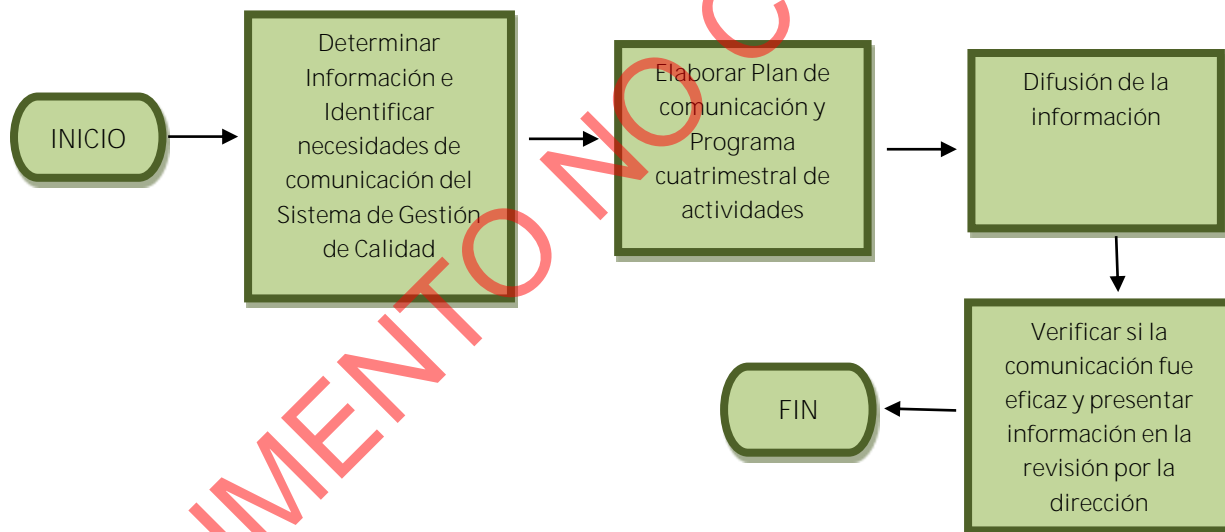 INICIO
Determinar
Información e
Identificar
necesidades de
comunicación del
Sistema de Gestión
de Calidad
Elaborar Plan de
comunicación y
Programa
cuatrimestral de
actividades
Difusión de la
información
Verificar si la
comunicación fue
eficaz y presentar
información en la
revisión por la
dirección
FIN
IMENTO NO C